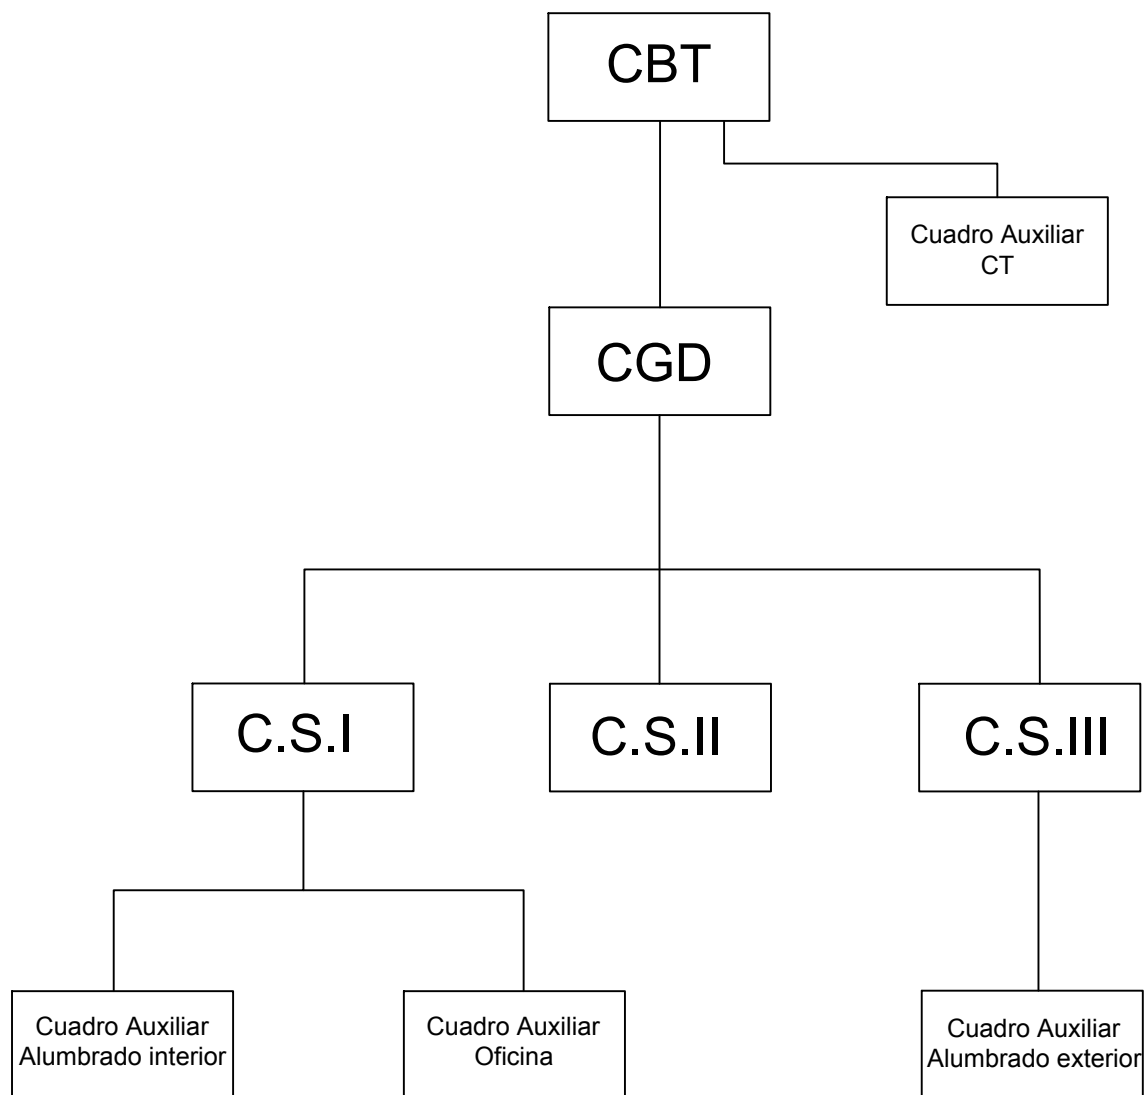 CBT
Cuadro Auxiliar
CT
CGD
C.S.I
C.S.II
C.S.III
Cuadro Auxiliar
Alumbrado interior
Cuadro Auxiliar
Oficina
Cuadro Auxiliar
Alumbrado exterior